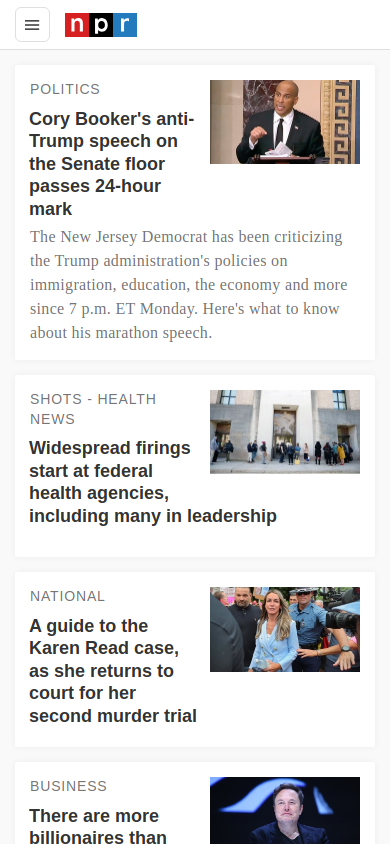 npr
POLITICS
Cory Booker's anti-
Trump speech on
the Senate floor
passes 24-hour
mark
The New Jersey Democrat has been criticizing
the Trump administration's policies on
immigration, education, the economy and more
since 7 p.m. ET Monday. Here's what to know
about his marathon speech.
SHOTS - HEALTH
NEWS
Widespread firings
start at federal
health agencies,
including many in leadership
NATIONAL
A guide to the
Karen Read case,
as she returns to
court for her
second murder trial
BUSINESS
There are more
billionaires than